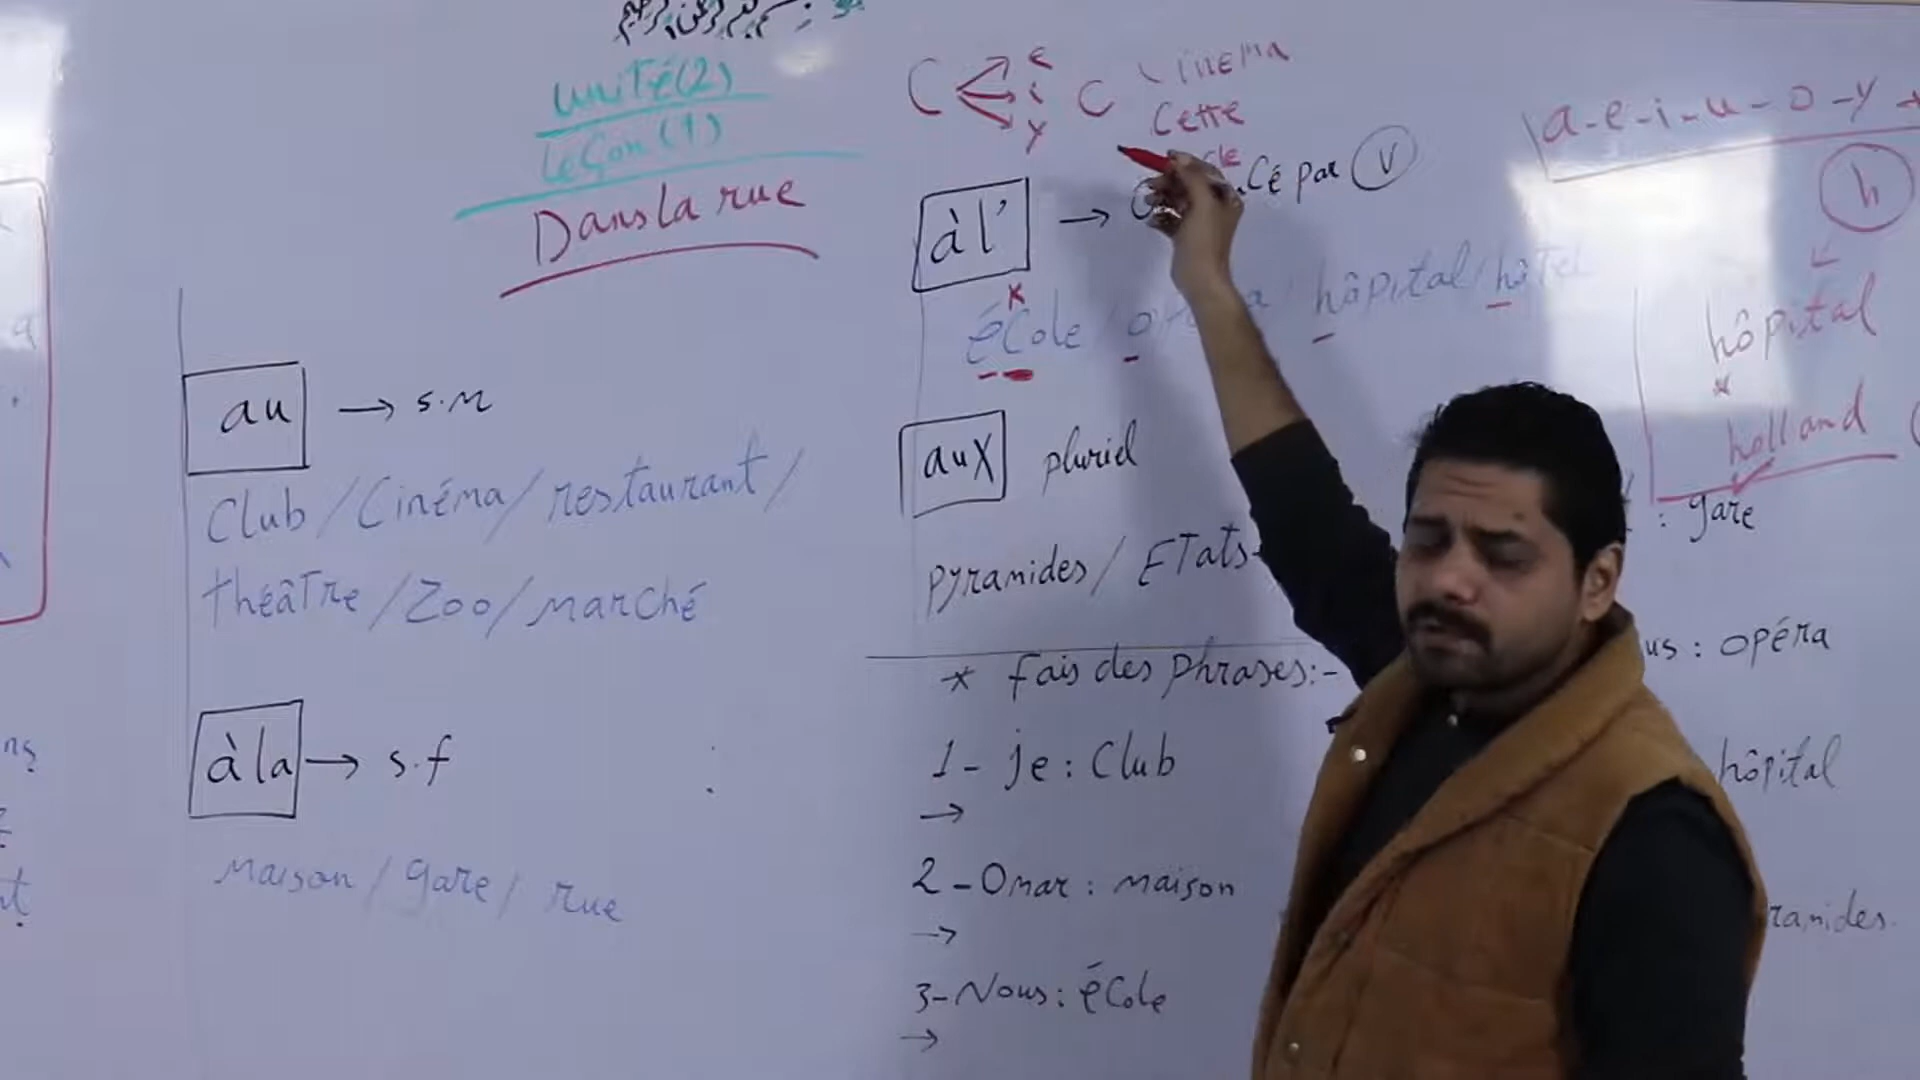 unité(2)
leçon(1)
Dans la rue
au → s.m
Club / Cinéma / restaurant /
théâtre / Zoo / marché
à la → s.f
maison / gare / rue
C e i y C
Cinema
Cette
à l' → cé par V
école / hôpital / hôtel
aux pluriel
pyramides / Etats-
* fais des phrases:-
1- je : Club
→
2- Omar : maison
→
3- Nous : école
→
a-e-i-u-o-y
h
hôpital
*
holland
: gare
us : opéra
hôpital
ramides.